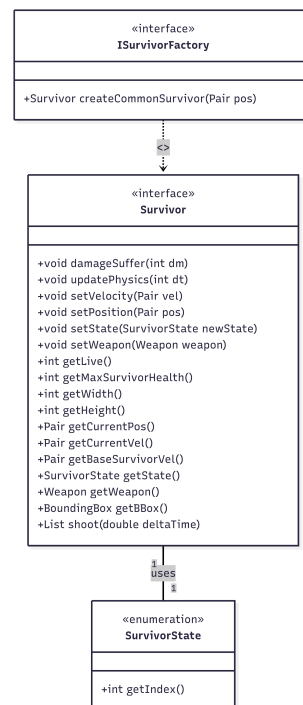 «interface»
ISurvivorFactory
+Survivor createCommonSurvivor(Pair pos)
<>
«interface»
Survivor
+void damageSuffer(int dm)
+void updatePhysics(int dt)
+void setVelocity(Pair vel)
+void setPosition(Pair pos)
+void setState(SurvivorState newState)
+void setWeapon(Weapon weapon)
+int getLive()
+int getMaxSurvivorHealth()
+int getWidth()
+int getHeight()
+Pair getCurrentPos()
+Pair getCurrentVel()
+Pair getBaseSurvivorVel()
+SurvivorState getState()
+Weapon getWeapon()
+BoundingBox getBBox()
+List shoot(double deltaTime)
1
uses
1
«enumeration»
SurvivorState
+int getIndex()